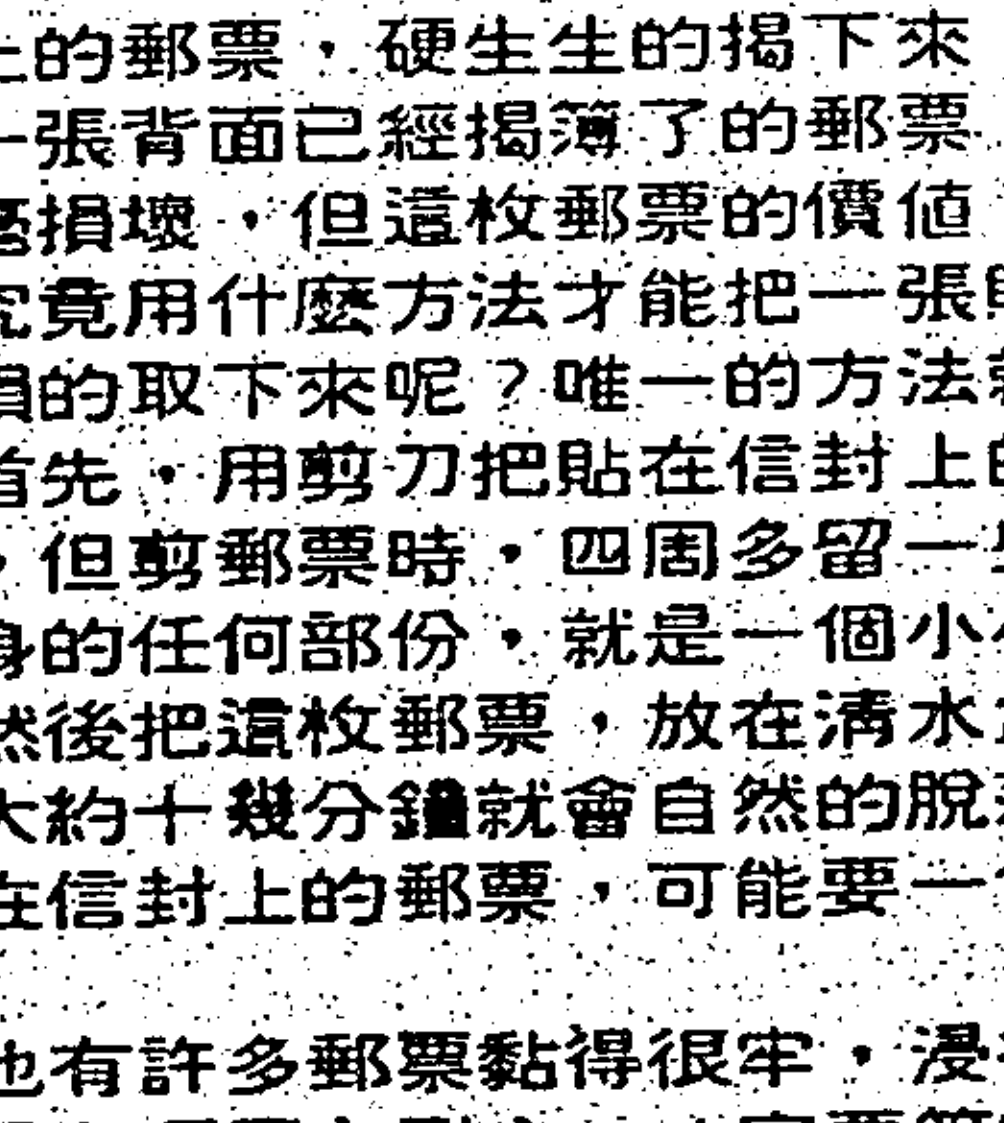 上的郵票，硬生生的揭下來
一張背面已經揭簿了的郵票
毫損壞，但這枚郵票的價值
究竟用什麼方法才能把一張
損的取下來呢？唯一的方法
首先，用剪刀把貼在信封上的
，但剪郵票時，四周多留一
身的任何部份，就是一個小
然後把這枚郵票，放在清水
大約十幾分鐘就會自然的脫
在信封上的郵票，可能要一
也有許多郵票黏得很牢，浸